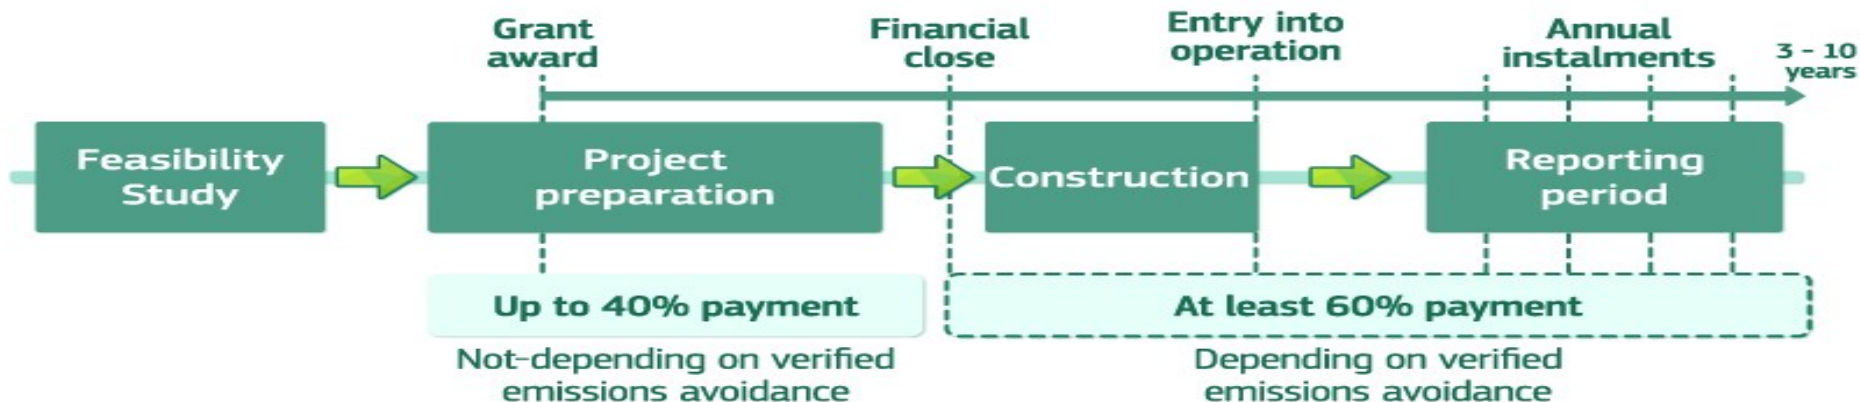 Grant
award
Financial
close
Entry into
operation
Annual
instalments
3 - 10
years
Feasibility
Study
Project
preparation
Construction
Reporting
period
Up to 40% payment
At least 60% payment
Not-depending on verified
emissions avoidance
Depending on verified
emissions avoidance